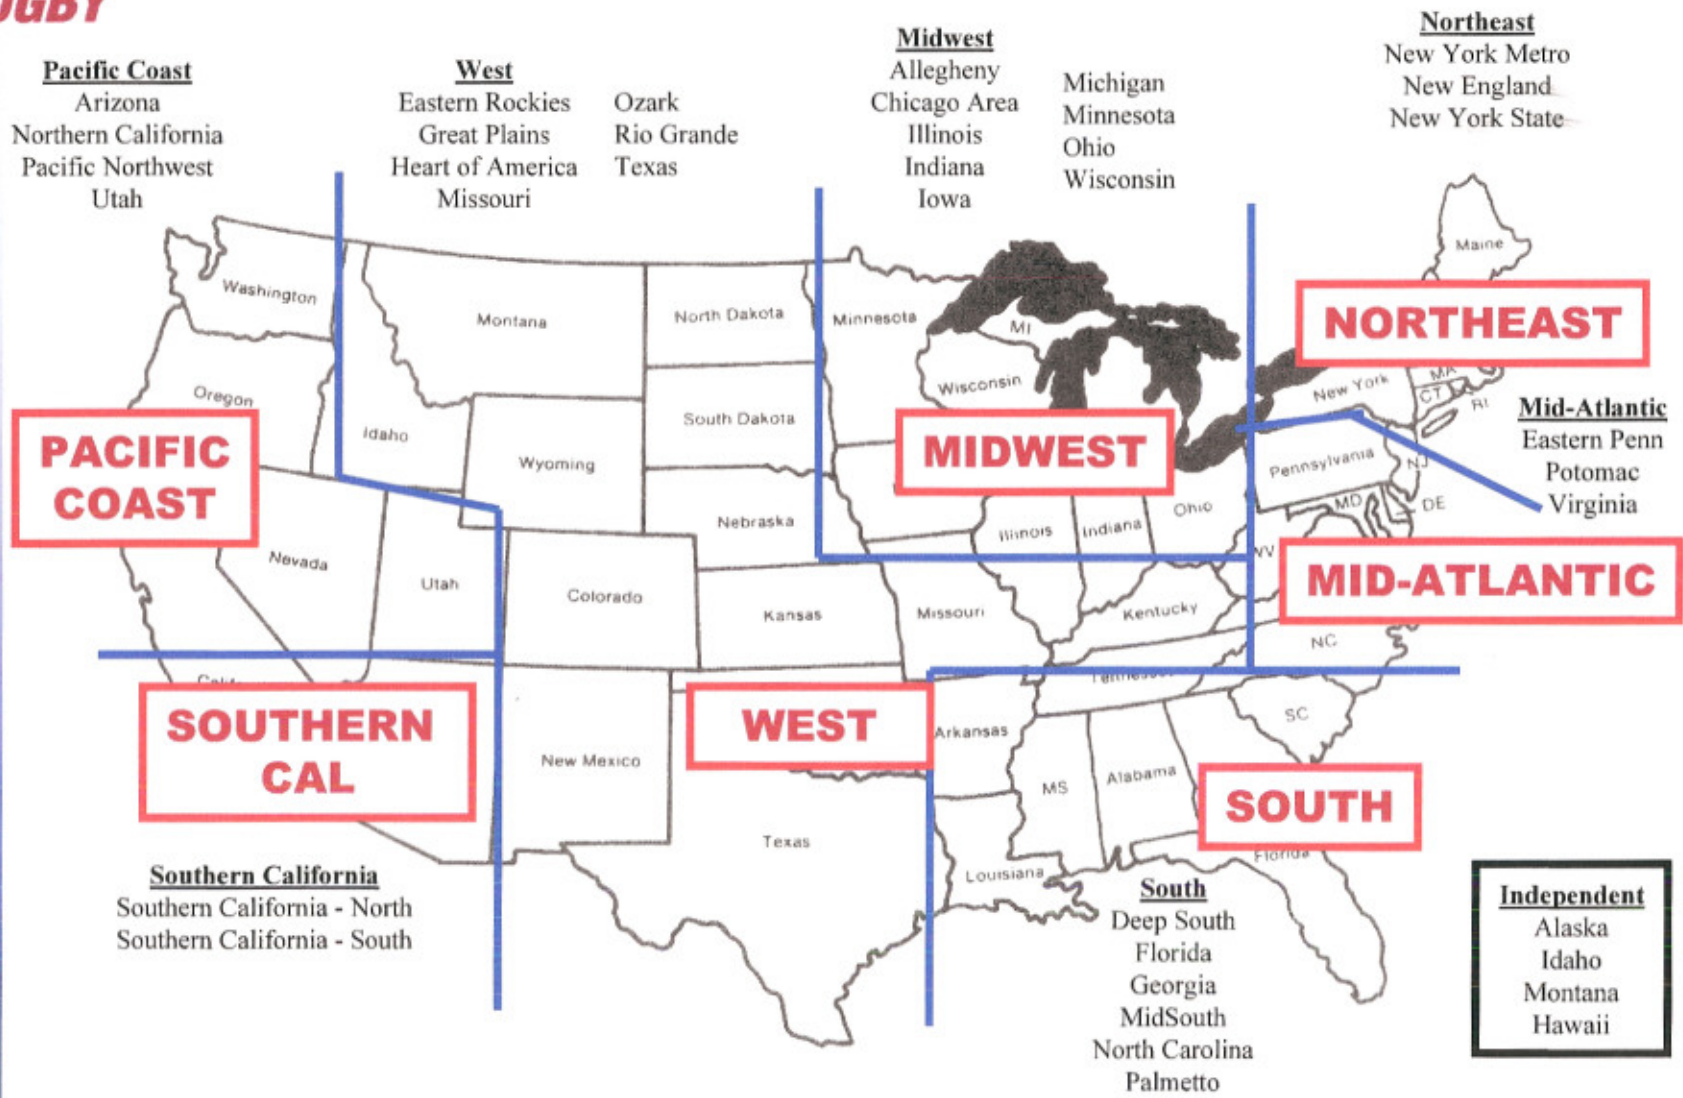 Pacific Coast
Arizona
Northern California
Pacific Northwest
Utah
West
Eastern Rockies
Great Plains
Heart of America
Missouri
Ozark
Rio Grande
Texas
Midwest
Allegheny
Chicago Area
Illinois
Indiana
Iowa
Michigan
Minnesota
Ohio
Wisconsin
Northeast
New York Metro
New England
New York State
Maine
Washington
Montana
North Dakota
Minnesota
MI
NORTHEAST
Oregon
Idaho
Wyoming
South Dakota
Wisconsin
New York
MA
CT
RI
Mid-Atlantic
Eastern Penn
Potomac
Virginia
PACIFIC
COAST
MIDWEST
Pennsylvania
NJ
MD
DE
Nevada
Utah
Colorado
Nebraska
Kansas
Illinois
Indiana
Ohio
WV
MID-ATLANTIC
Missouri
Kentucky
NC
SOUTHERN
CAL
New Mexico
WEST
Arkansas
SC
MS
Alabama
SOUTH
Texas
Louisiana
Florida
Southern California
Southern California - North
Southern California - South
South
Deep South
Florida
Georgia
MidSouth
North Carolina
Palmetto
Independent
Alaska
Idaho
Montana
Hawaii